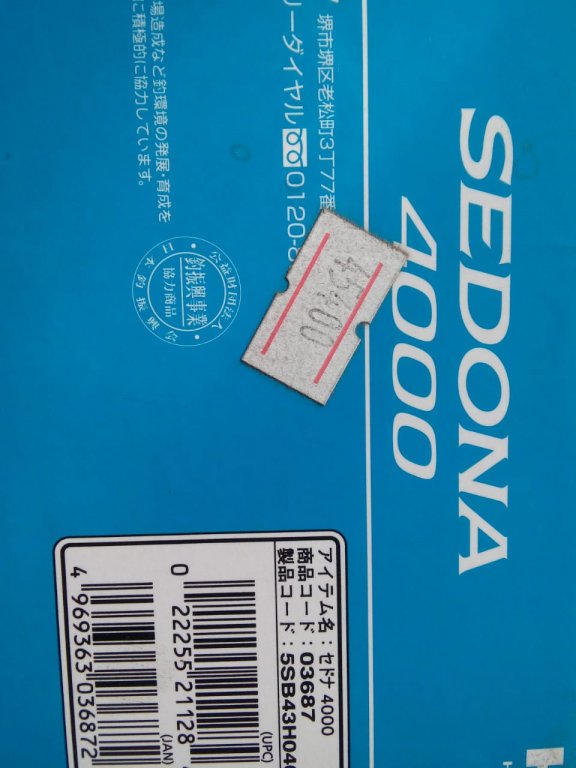 SEDONA
4000
堺市堺区老松町3丁77番
リーダイヤル 0120-8
場造成など釣環境の発展・育成を
に積極的に協力しています。
公益財団法人
釣振興事業
協力商品
日本釣振興会
45400
アイテム名：セドナ 4000
商品コード：03687
製品コード：5SB43H040
(UPC)
0 22255 21128
(JAN)
4 969363 036872
H